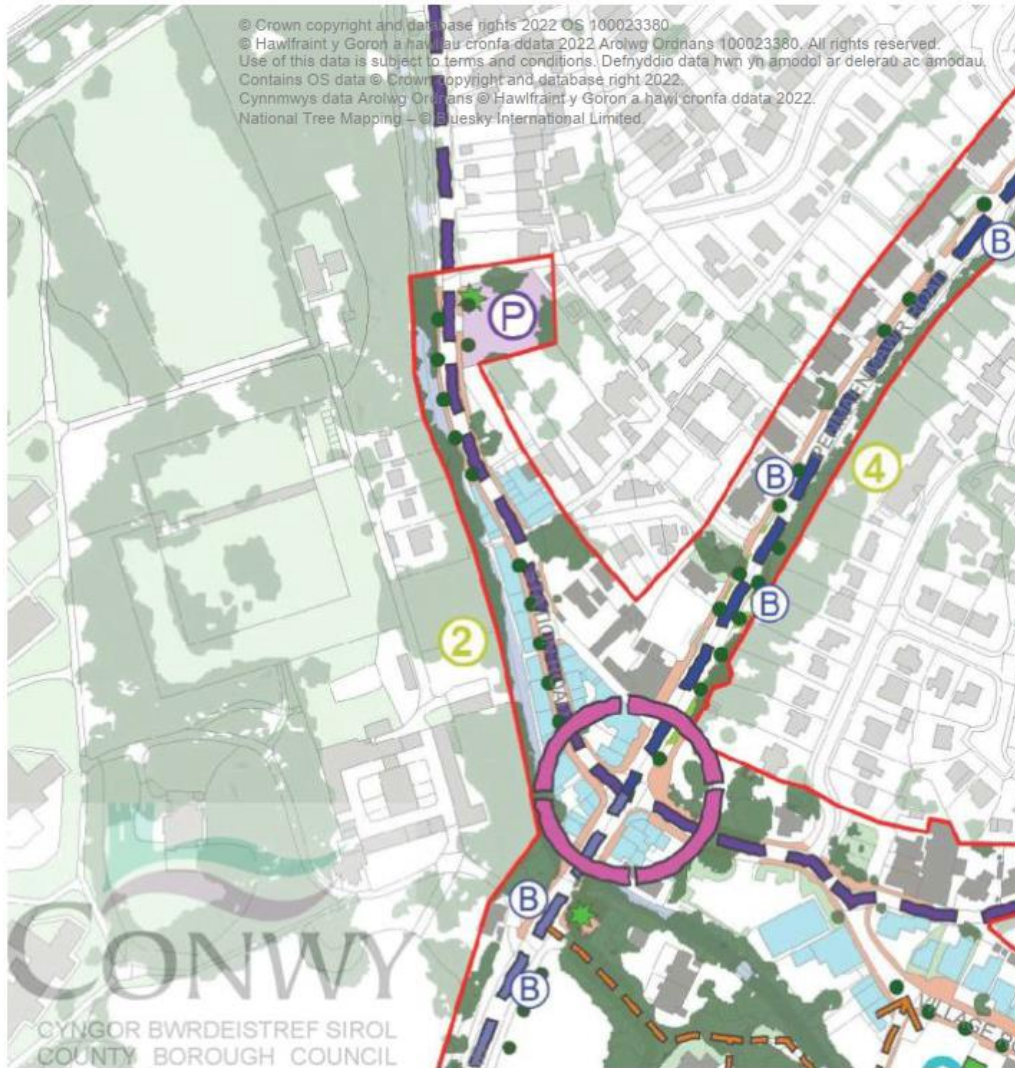 © Crown copyright and database rights 2022 OS 100023380
© Hawlfraint y Goron a hawliau cronfa ddata 2022 Arolwg Ordnans 100023380. All rights reserved.
Use of this data is subject to terms and conditions. Defnyddio data hwn yn amodol ar delerau ac amodau.
Contains OS data © Crown copyright and database right 2022.
Cynnmwys data Arolwg Ordnans © Hawlfraint y Goron a hawl cronfa ddata 2022.
National Tree Mapping – © Bluesky International Limited.
B
P
B
4
B
2
B
B
CONWY
CYNGOR BWRDEISTREF SIROL
COUNTY BOROUGH COUNCIL
VILLAGE